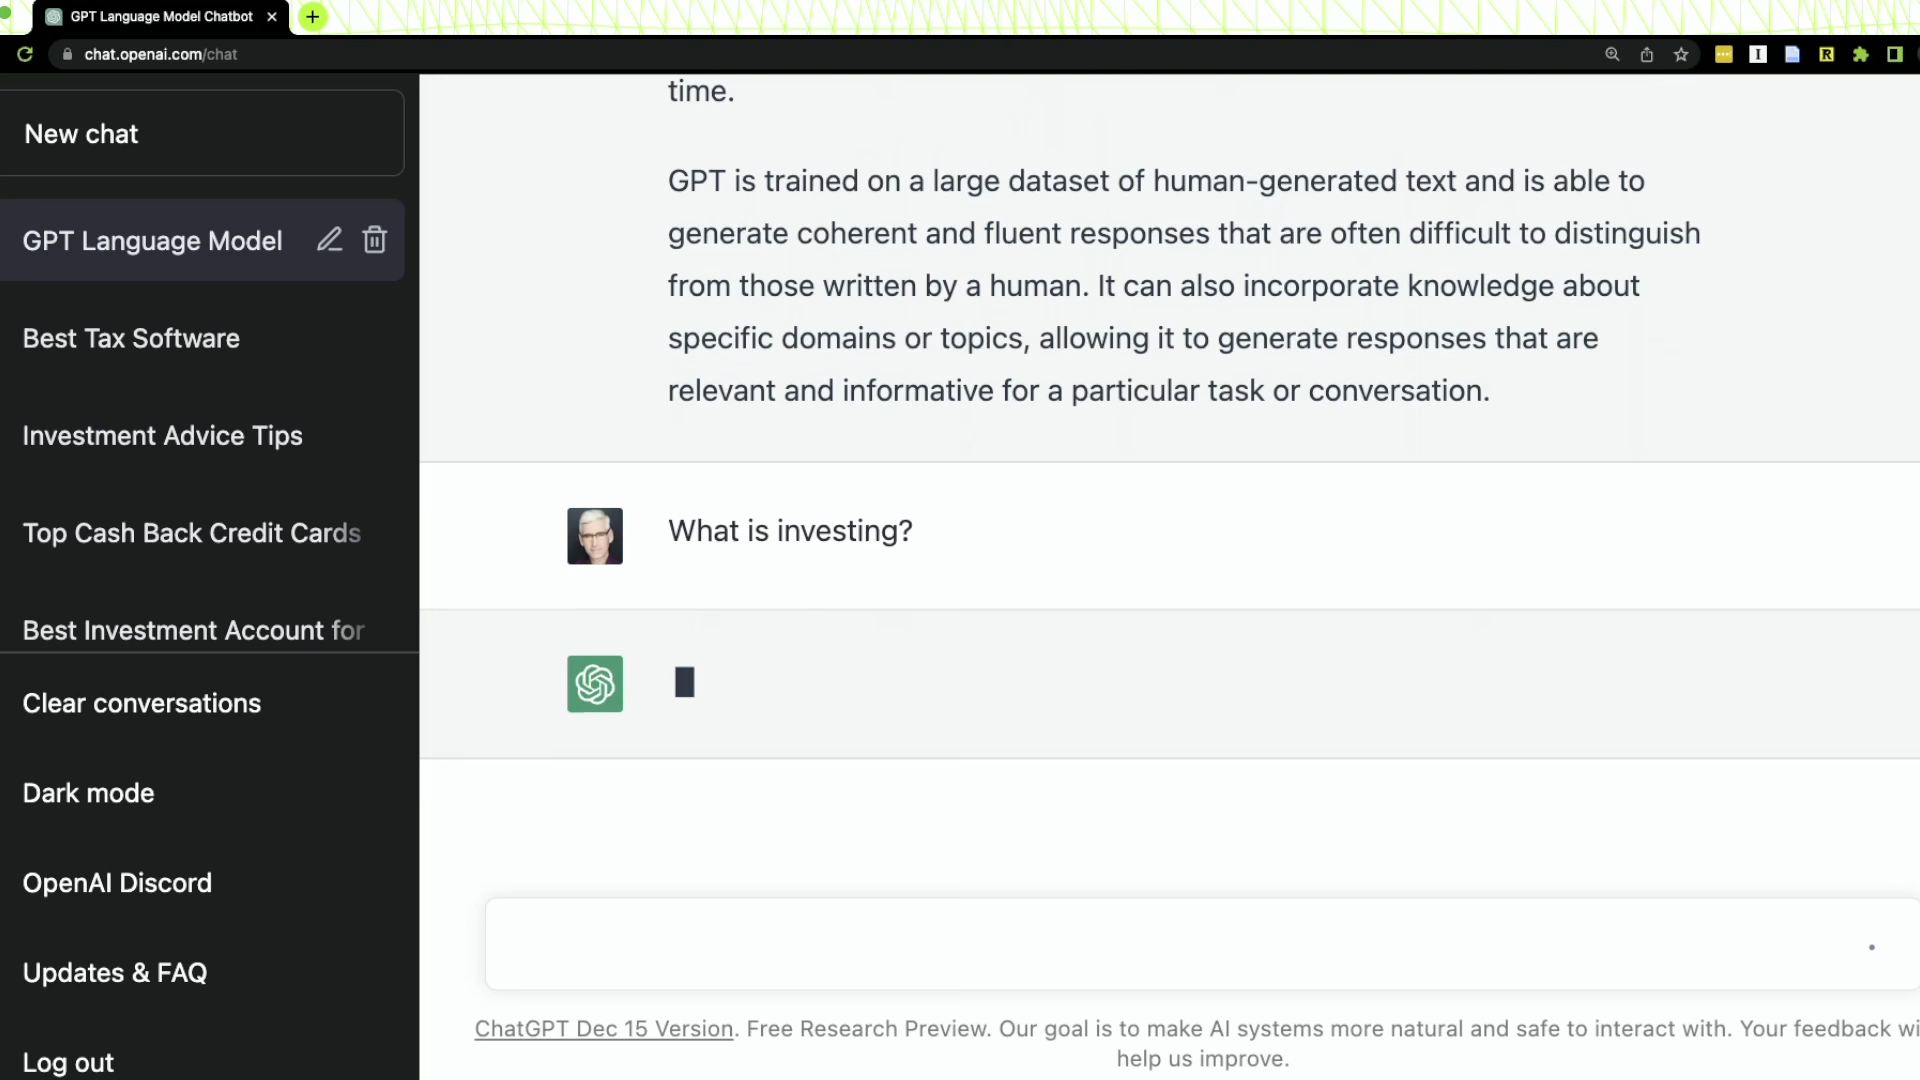 GPT Language Model Chatbot
chat.openai.com/chat
New chat
GPT Language Model
Best Tax Software
Investment Advice Tips
Top Cash Back Credit Cards
Best Investment Account for
Clear conversations
Dark mode
OpenAI Discord
Updates & FAQ
Log out
time.
GPT is trained on a large dataset of human-generated text and is able to
generate coherent and fluent responses that are often difficult to distinguish
from those written by a human. It can also incorporate knowledge about
specific domains or topics, allowing it to generate responses that are
relevant and informative for a particular task or conversation.
What is investing?
ChatGPT Dec 15 Version. Free Research Preview. Our goal is to make AI systems more natural and safe to interact with. Your feedback wi
help us improve.